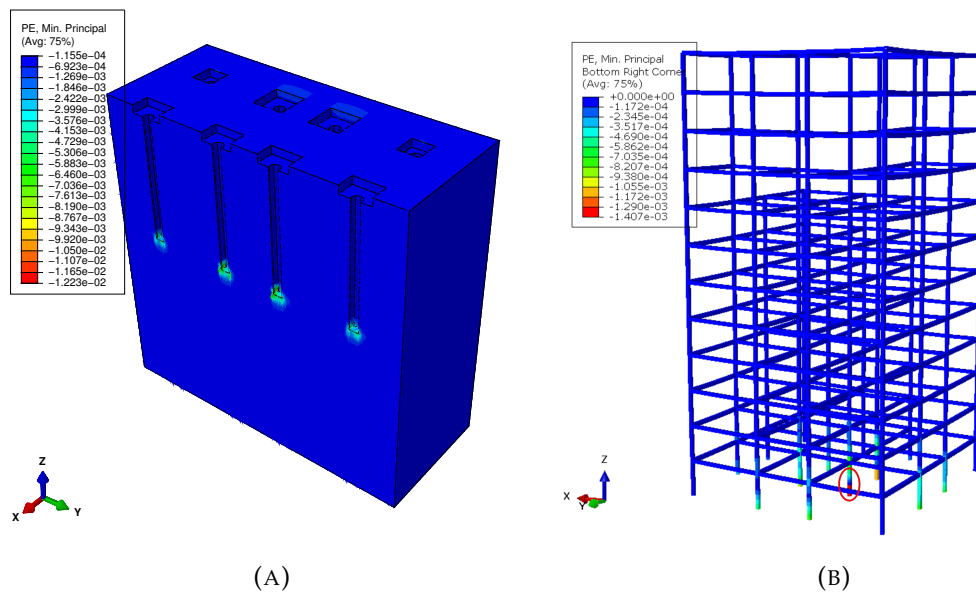 PE, Min. Principal
(Avg: 75%)
−1.155e−04
−6.923e−04
−1.269e−03
−1.846e−03
−2.422e−03
−2.999e−03
−3.576e−03
−4.153e−03
−4.729e−03
−5.306e−03
−5.883e−03
−6.460e−03
−7.036e−03
−7.613e−03
−8.190e−03
−8.767e−03
−9.343e−03
−9.920e−03
−1.050e−02
−1.107e−02
−1.165e−02
−1.223e−02
Z
X
Y
(A)
PE, Min. Principal
Bottom Right Corne
(Avg: 75%)
+0.000e+00
−1.172e−04
−2.345e−04
−3.517e−04
−4.690e−04
−5.862e−04
−7.035e−04
−8.207e−04
−9.380e−04
−1.055e−03
−1.172e−03
−1.290e−03
−1.407e−03
Z
X
Y
(B)